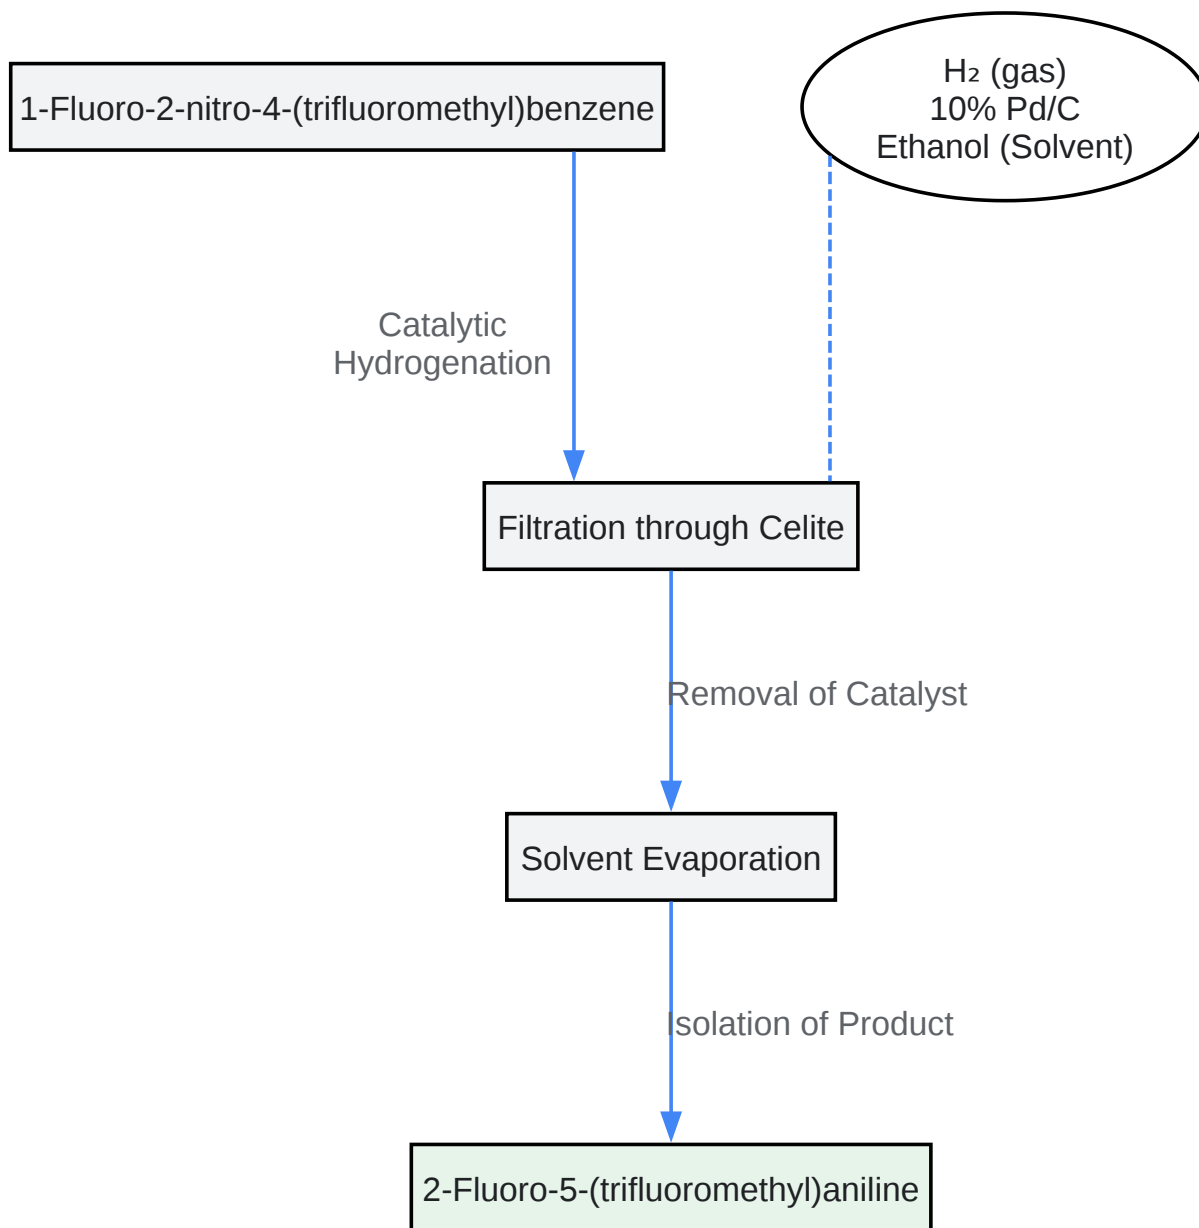 1-Fluoro-2-nitro-4-(trifluoromethyl)benzene
H₂ (gas)
10% Pd/C
Ethanol (Solvent)
Catalytic
Hydrogenation
Filtration through Celite
Removal of Catalyst
Solvent Evaporation
Isolation of Product
2-Fluoro-5-(trifluoromethyl)aniline